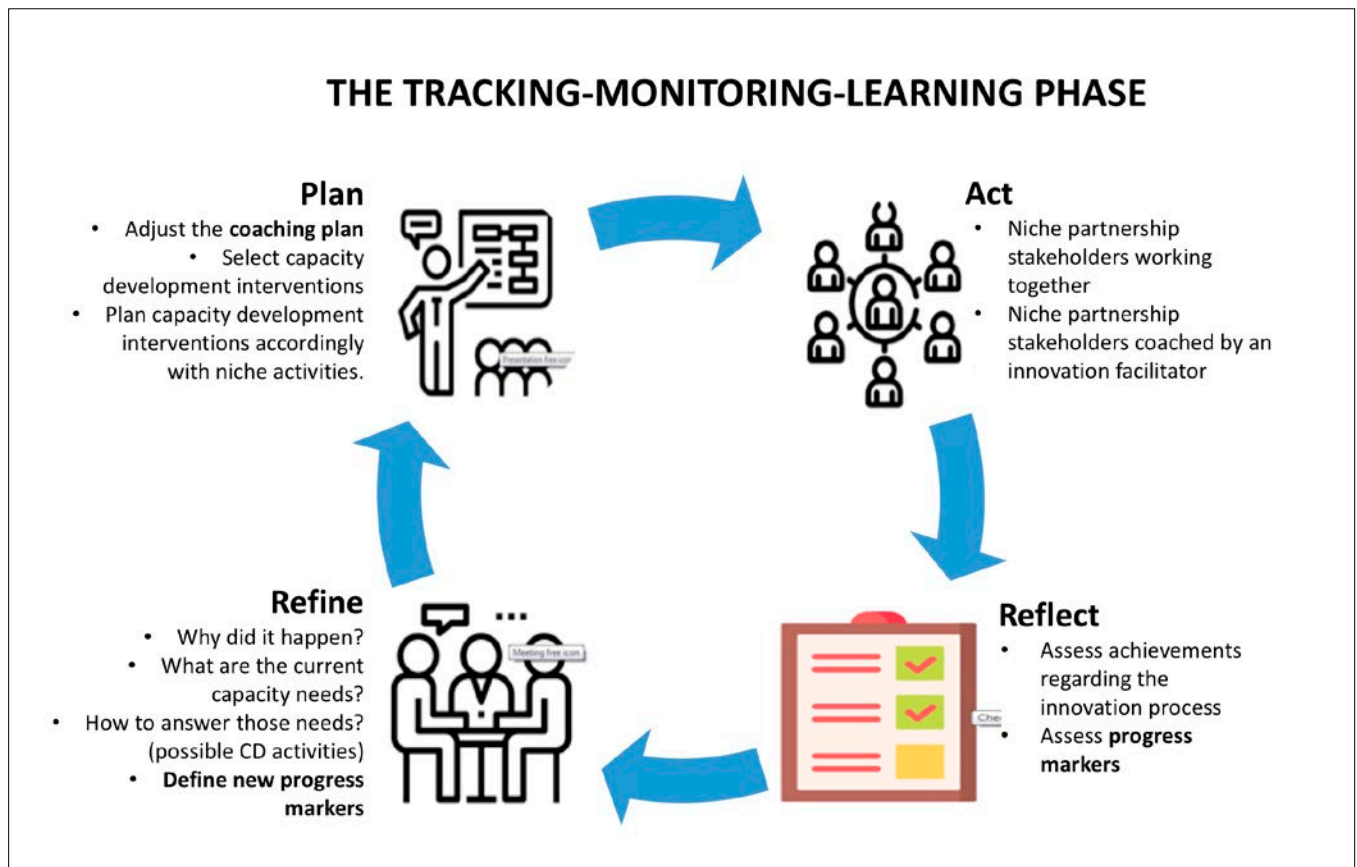 THE TRACKING-MONITORING-LEARNING PHASE
Plan
• Adjust the coaching plan
• Select capacity
development interventions
• Plan capacity development
interventions accordingly
with niche activities.
Presentation free icon
Act
• Niche partnership
stakeholders working
together
• Niche partnership
stakeholders coached by an
innovation facilitator
Reflect
• Assess achievements
regarding the
innovation process
• Assess progress
markers
Chec
Refine
• Why did it happen?
• What are the current
capacity needs?
• How to answer those needs?
(possible CD activities)
• Define new progress
markers
Meeting free icon